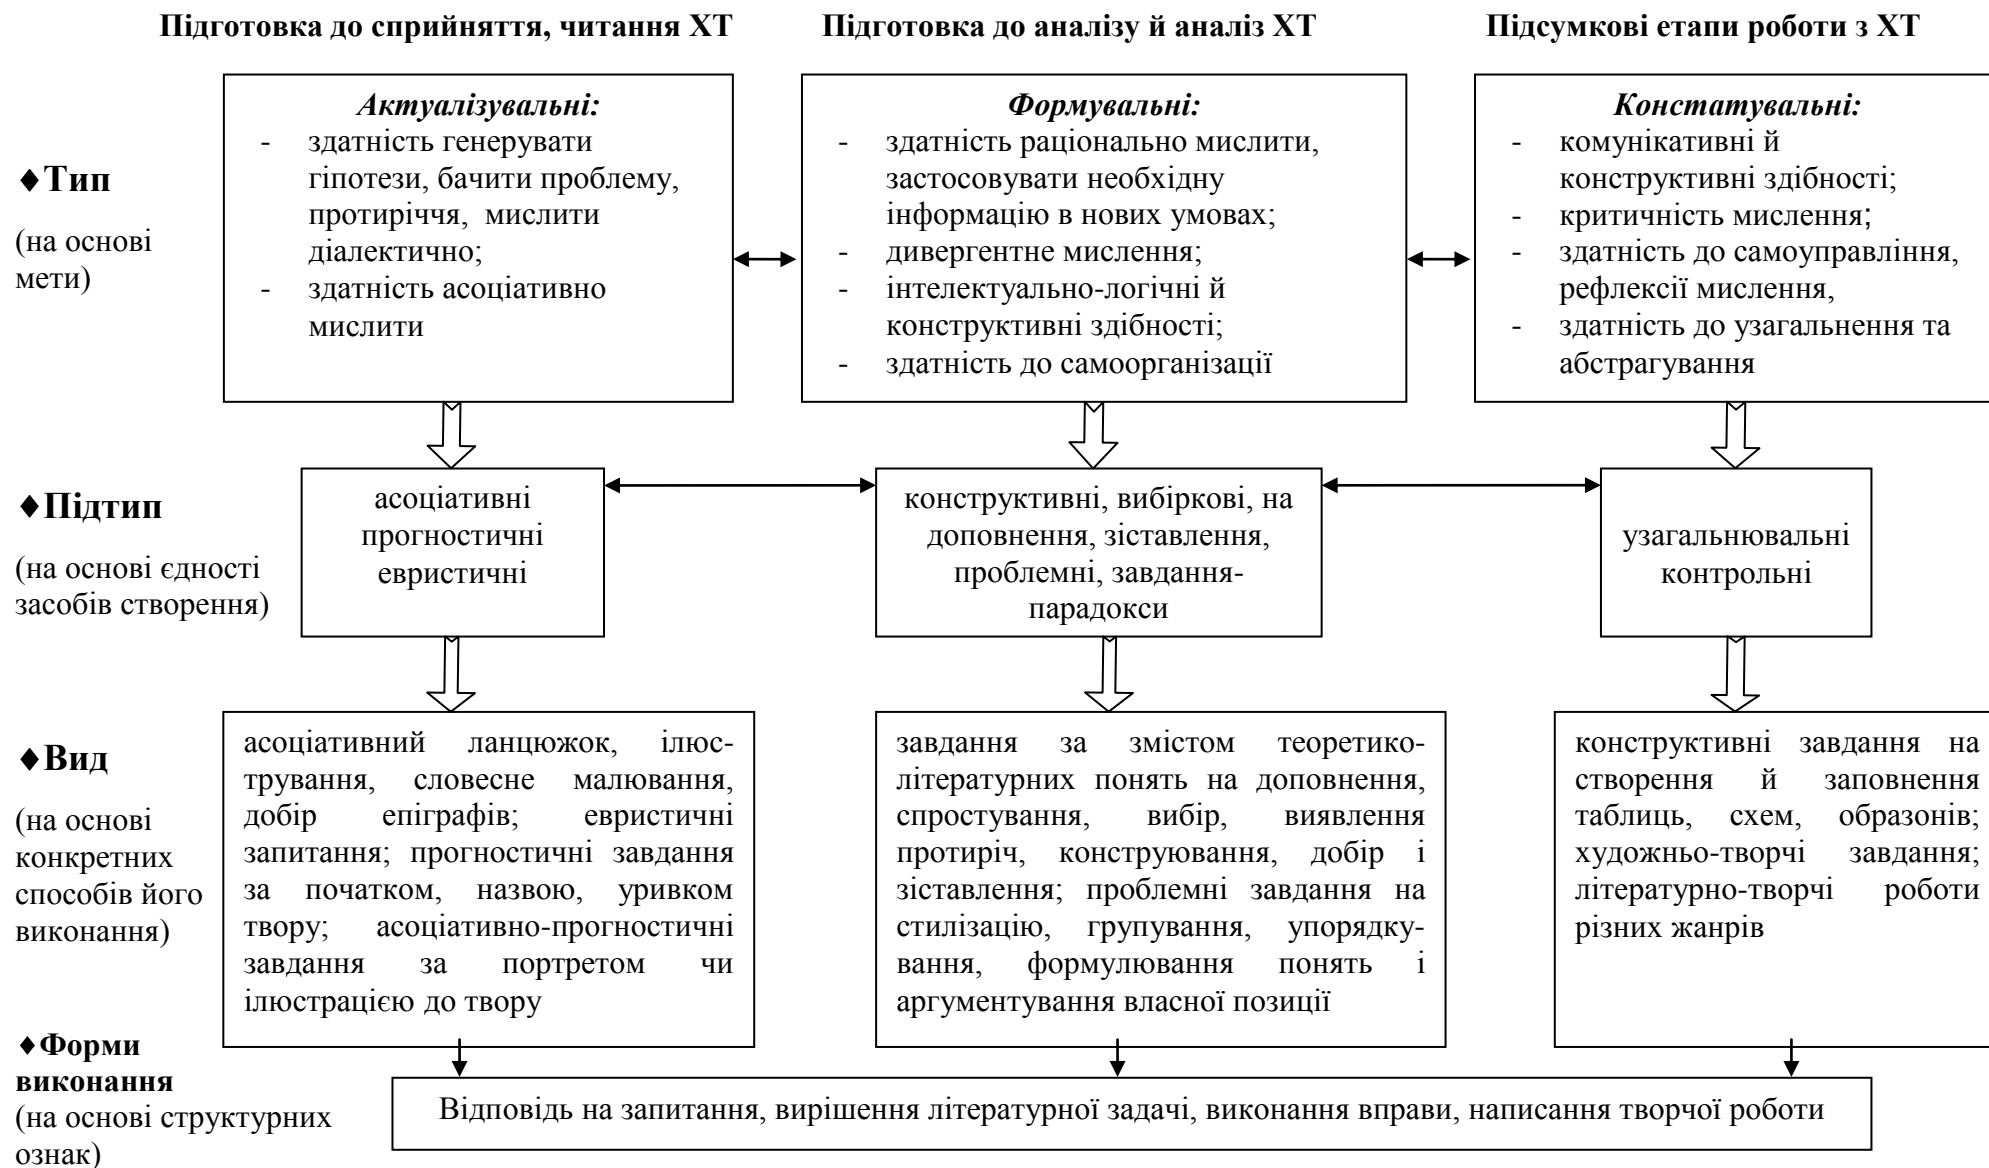 Підготовка до сприйняття, читання ХТ
Підготовка до аналізу й аналіз ХТ
Підсумкові етапи роботи з ХТ
♦Тип
(на основі
мети)
Актуалізувальні:
- здатність генерувати
гіпотези, бачити проблему,
протиріччя, мислити
діалектично;
- здатність асоціативно
мислити
Формувальні:
- здатність раціонально мислити,
застосовувати необхідну
інформацію в нових умовах;
- дивергентне мислення;
- інтелектуально-логічні й
конструктивні здібності;
- здатність до самоорганізації
Констатувальні:
- комунікативні й
конструктивні здібності;
- критичність мислення;
- здатність до самоуправління,
рефлексії мислення,
- здатність до узагальнення та
абстрагування
♦Підтип
(на основі єдності
засобів створення)
асоціативні
прогностичні
евристичні
конструктивні, вибіркові, на
доповнення, зіставлення,
проблемні, завдання-
парадокси
узагальнювальні
контрольні
♦Вид
(на основі
конкретних
способів його
виконання)
асоціативний ланцюжок, ілюс-
трування, словесне малювання,
добір епіграфів; евристичні
запитання; прогностичні завдання
за початком, назвою, уривком
твору; асоціативно-прогностичні
завдання за портретом чи
ілюстрацією до твору
завдання за змістом теоретико-
літературних понять на доповнення,
спростування, вибір, виявлення
протиріч, конструювання, добір і
зіставлення; проблемні завдання на
стилізацію, групування, упорядку-
вання, формулювання понять і
аргументування власної позиції
конструктивні завдання на
створення й заповнення
таблиць, схем, образонів;
художньо-творчі завдання;
літературно-творчі роботи
різних жанрів
♦Форми
виконання
(на основі структурних
ознак)
Відповідь на запитання, вирішення літературної задачі, виконання вправи, написання творчої роботи